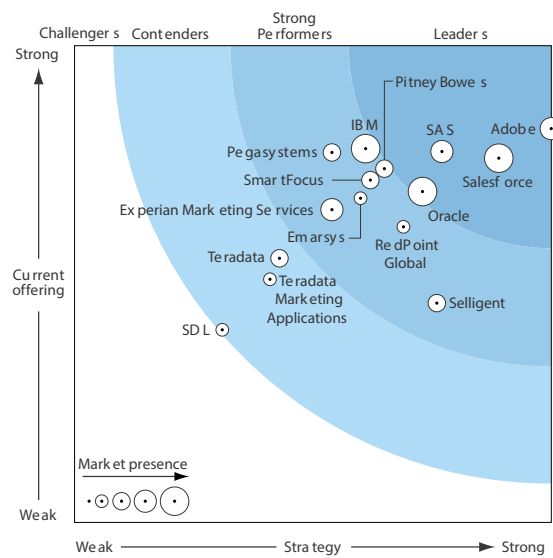 Strong
Challengers Contenders Performers Leaders
Strong
Pitney Bowes
IBM
SAS
Adobe
Pegasystems
Salesforce
SmartFocus
Experian Marketing Services
Oracle
Emarsys
RedPoint
Global
Teradata
Current
offering
Teradata
Marketing
Applications
Selligent
SDL
Market presence
Weak
Weak Strategy Strong